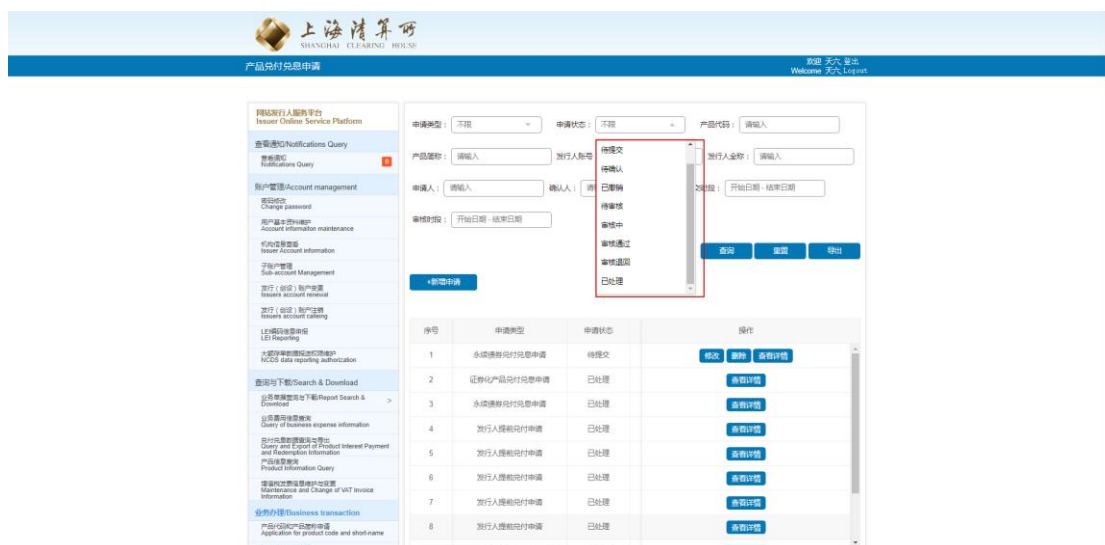 上海清算所
SHANGHAI CLEARING HOUSE
产品兑付兑息申请
欢迎 天六 登出
Welcome 天六 Logout
网站发行人服务平台
Issuer Online Service Platform
查看通知/Notifications Query
查看通知
Notifications Query
账户管理/Account management
密码修改
Change password
用户基本资料维护
Account informaiton maintenance
机构信息查看
Issuer Account information
子账户管理
Sub-account Management
发行（创设）账户变更
Issuers account renewal
发行（创设）账户注销
Issuers account calleing
LEI编码信息申报
LEI Reporting
大额存单数据报送权限维护
NCDS data reporting authorization
查询与下载/Search & Download
业务单据查询与下载/Report Search &
Download
>
业务费用信息查询
Query of business expense information
兑付兑息数据查询与导出
Query and Export of Product Interest Payment
and Redemption Information
产品信息查询
Product Information Query
增值税发票信息维护与变更
Maintenance and Change of VAT Invoice
Information
业务办理/Business transaction
产品代码和产品简称申请
Application for product code and short-name
申请类型： 不限 申请状态： 不限 产品代码： 请输入
产品简称： 请输入 发行人账号 发行人全称： 请输入
申请人： 请输入 确认人： 开始日期 - 结束日期
审核时段： 开始日期 - 结束日期
待提交
待确认
已撤销
待审核
审核中
审核通过
审核退回
已处理
查询 重置 导出
+新增申请
序号 申请类型 申请状态 操作
1 永续债券兑付兑息申请 待提交 修改 删除 查看详情
2 证券化产品兑付兑息申请 已处理 查看详情
3 永续债券兑付兑息申请 已处理 查看详情
4 发行人提前兑付申请 已处理 查看详情
5 发行人提前兑付申请 已处理 查看详情
6 发行人提前兑付申请 已处理 查看详情
7 发行人提前兑付申请 已处理 查看详情
8 发行人提前兑付申请 已处理 查看详情